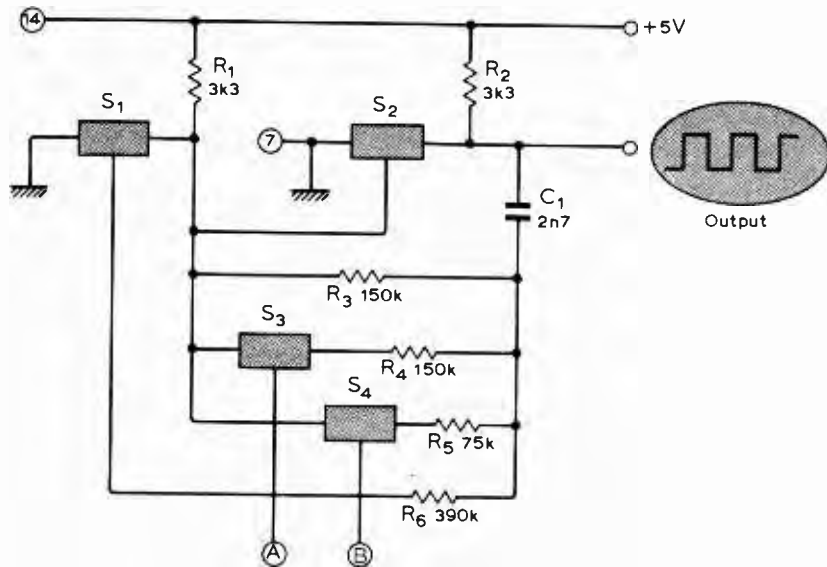 14
+5V
R1
3k3
R2
3k3
S1
S2
7
C1
2n7
Output
R3 150k
S3
R4 150k
S4
R5 75k
R6 390k
A
B